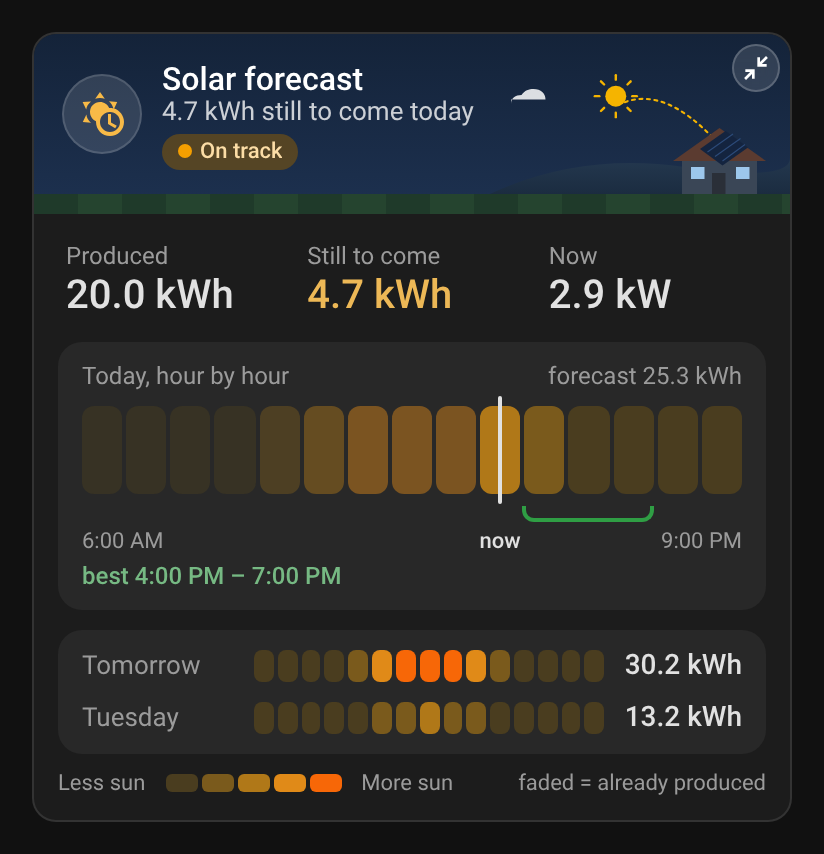 Solar forecast
4.7 kWh still to come today
On track
Produced
Still to come
Now
20.0 kWh
4.7 kWh
2.9 kW
Today, hour by hour
forecast 25.3 kWh
6:00 AM
now
9:00 PM
best 4:00 PM – 7:00 PM
Tomorrow
30.2 kWh
Tuesday
13.2 kWh
Less sun
More sun
faded = already produced